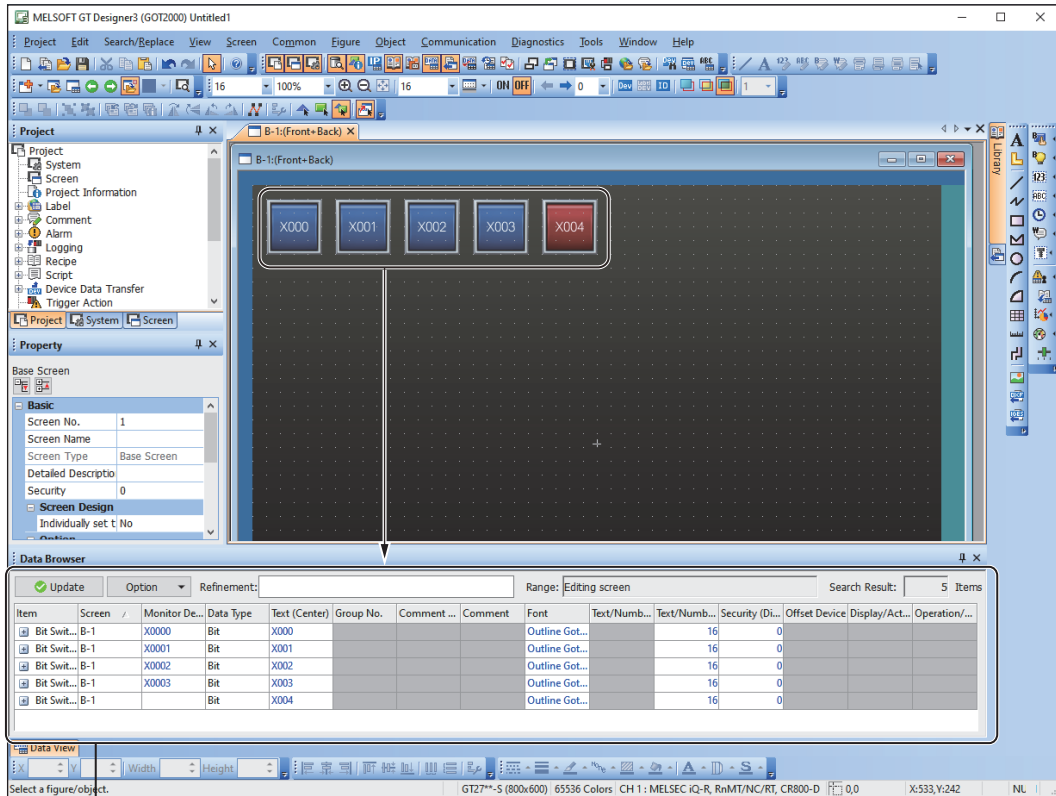 MELSOFT GT Designer3 (GOT2000) Untitled1
Project Edit Search/Replace View Screen Common Figure Object Communication Diagnostics Tools Window Help
16 100% 16 ON OFF 0 Dev ID 1
Project
B-1:(Front+Back)
Project
System
Screen
Project Information
Label
Comment
Alarm
Logging
Recipe
Script
Device Data Transfer
Trigger Action
Project System Screen
B-1:(Front+Back)
X000 X001 X002 X003 X004
Library
Property
Base Screen
Basic
Screen No. 1
Screen Name
Screen Type Base Screen
Detailed Descriptio
Security 0
Screen Design
Individually set t No
Option
Data Browser
Update Option Refinement: Range: Editing screen Search Result: 5 Items
Item Screen Monitor De... Data Type Text (Center) Group No. Comment ... Comment Font Text/Numb... Text/Numb... Security (Di... Offset Device Display/Act... Operation/...
Bit Swit... B-1 X0000 Bit X000 Outline Got... 16 0
Bit Swit... B-1 X0001 Bit X001 Outline Got... 16 0
Bit Swit... B-1 X0002 Bit X002 Outline Got... 16 0
Bit Swit... B-1 X0003 Bit X003 Outline Got... 16 0
Bit Swit... B-1 Bit X004 Outline Got... 16 0
Data View
X Y Width Height
Select a figure/object. GT27**-S (800x600) 65536 Colors CH 1 : MELSEC iQ-R, RnMT/NC/RT, CR800-D 0,0 X:533,Y:242 NU